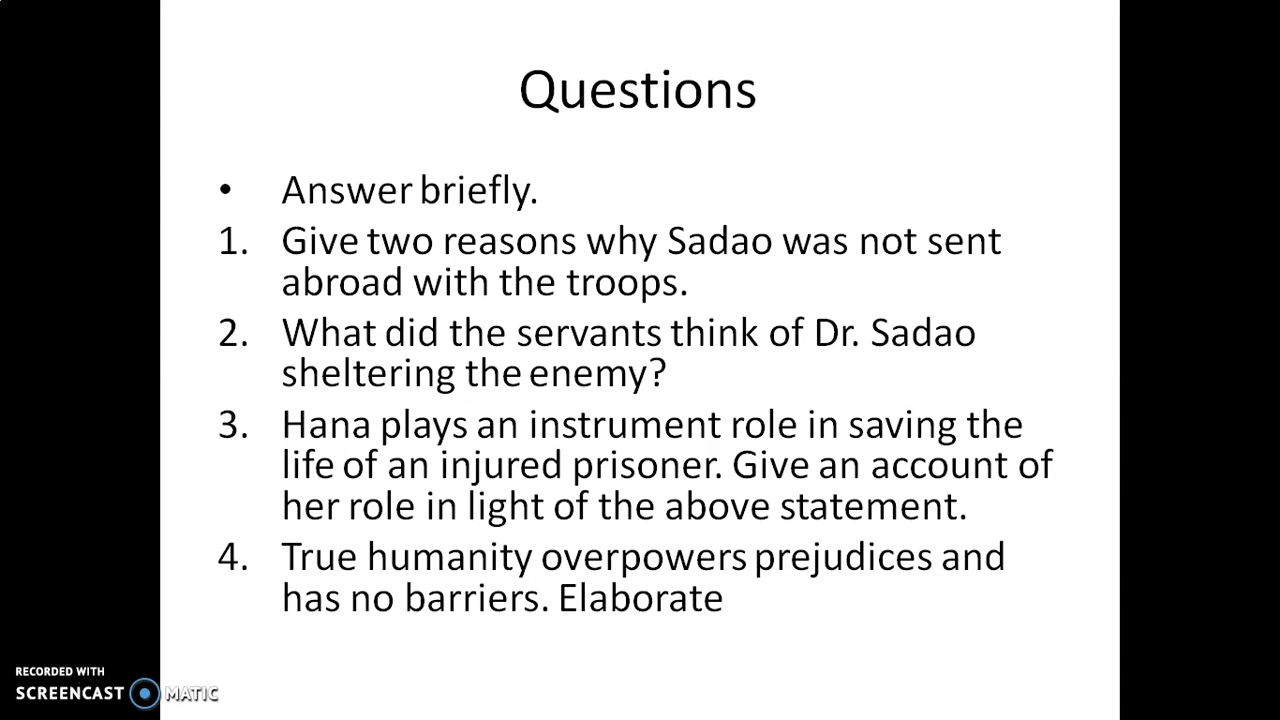 Questions
• Answer briefly.
1. Give two reasons why Sadao was not sent
abroad with the troops.
2. What did the servants think of Dr. Sadao
sheltering the enemy?
3. Hana plays an instrument role in saving the
life of an injured prisoner. Give an account of
her role in light of the above statement.
4. True humanity overpowers prejudices and
has no barriers. Elaborate
RECORDED WITH
SCREENCAST MATIC